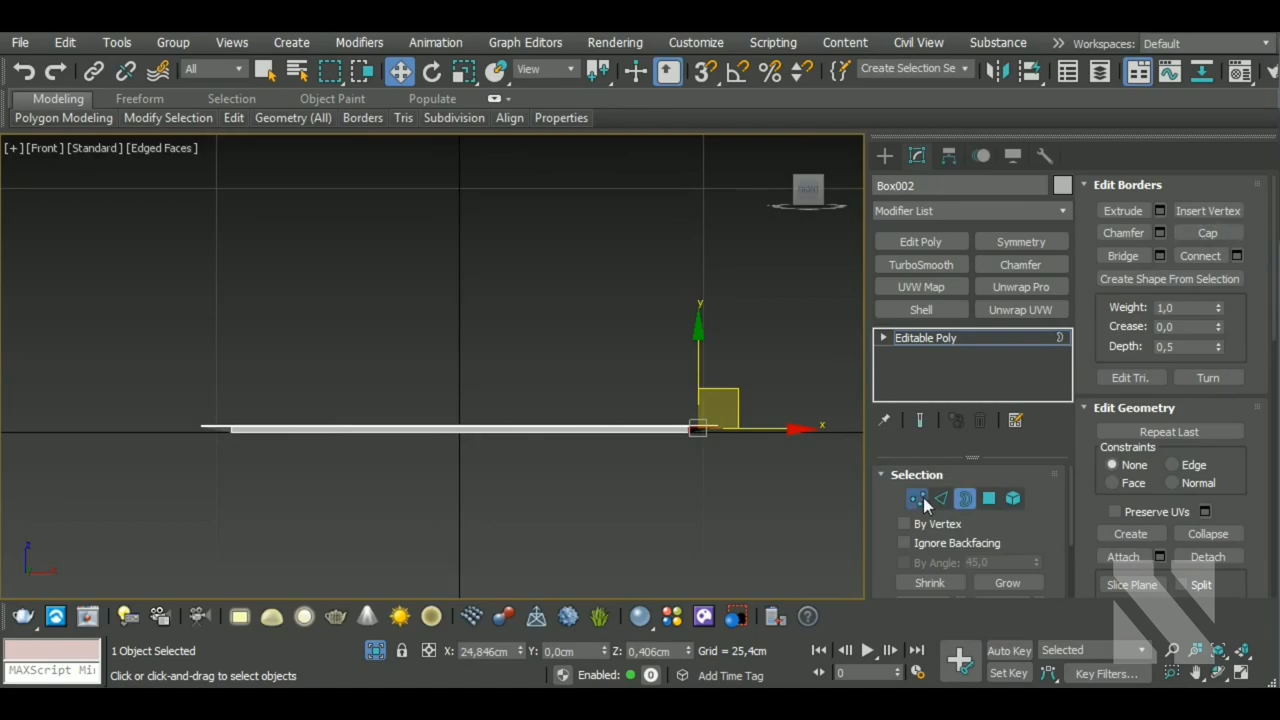 File Edit Tools Group Views Create Modifiers Animation Graph Editors Rendering Customize Scripting Content Civil View Substance Workspaces: Default
All View Create Selection Se
Modeling Freeform Selection Object Paint Populate
Polygon Modeling Modify Selection Edit Geometry (All) Borders Tris Subdivision Align Properties
[+] [Front] [Standard] [Edged Faces]
Box002
Modifier List
Edit Poly Symmetry
TurboSmooth Chamfer
UVW Map Unwrap Pro
Shell Unwrap UVW
Editable Poly
Selection
By Vertex
Ignore Backfacing
By Angle: 45,0
Shrink Grow
Edit Borders
Extrude Insert Vertex
Chamfer Cap
Bridge Connect
Create Shape From Selection
Weight: 1,0
Crease: 0,0
Depth: 0,5
Edit Tri. Turn
Edit Geometry
Repeat Last
Constraints
None Edge
Face Normal
Preserve UVs
Create Collapse
Attach Detach
Slice Plane Split
y
x
z
MAXScript Mi
1 Object Selected
X: 24,846cm Y: 0,0cm Z: 0,406cm Grid = 25,4cm
Click or click-and-drag to select objects
Enabled: 0 Add Time Tag
0
Auto Key Selected
Set Key Key Filters...